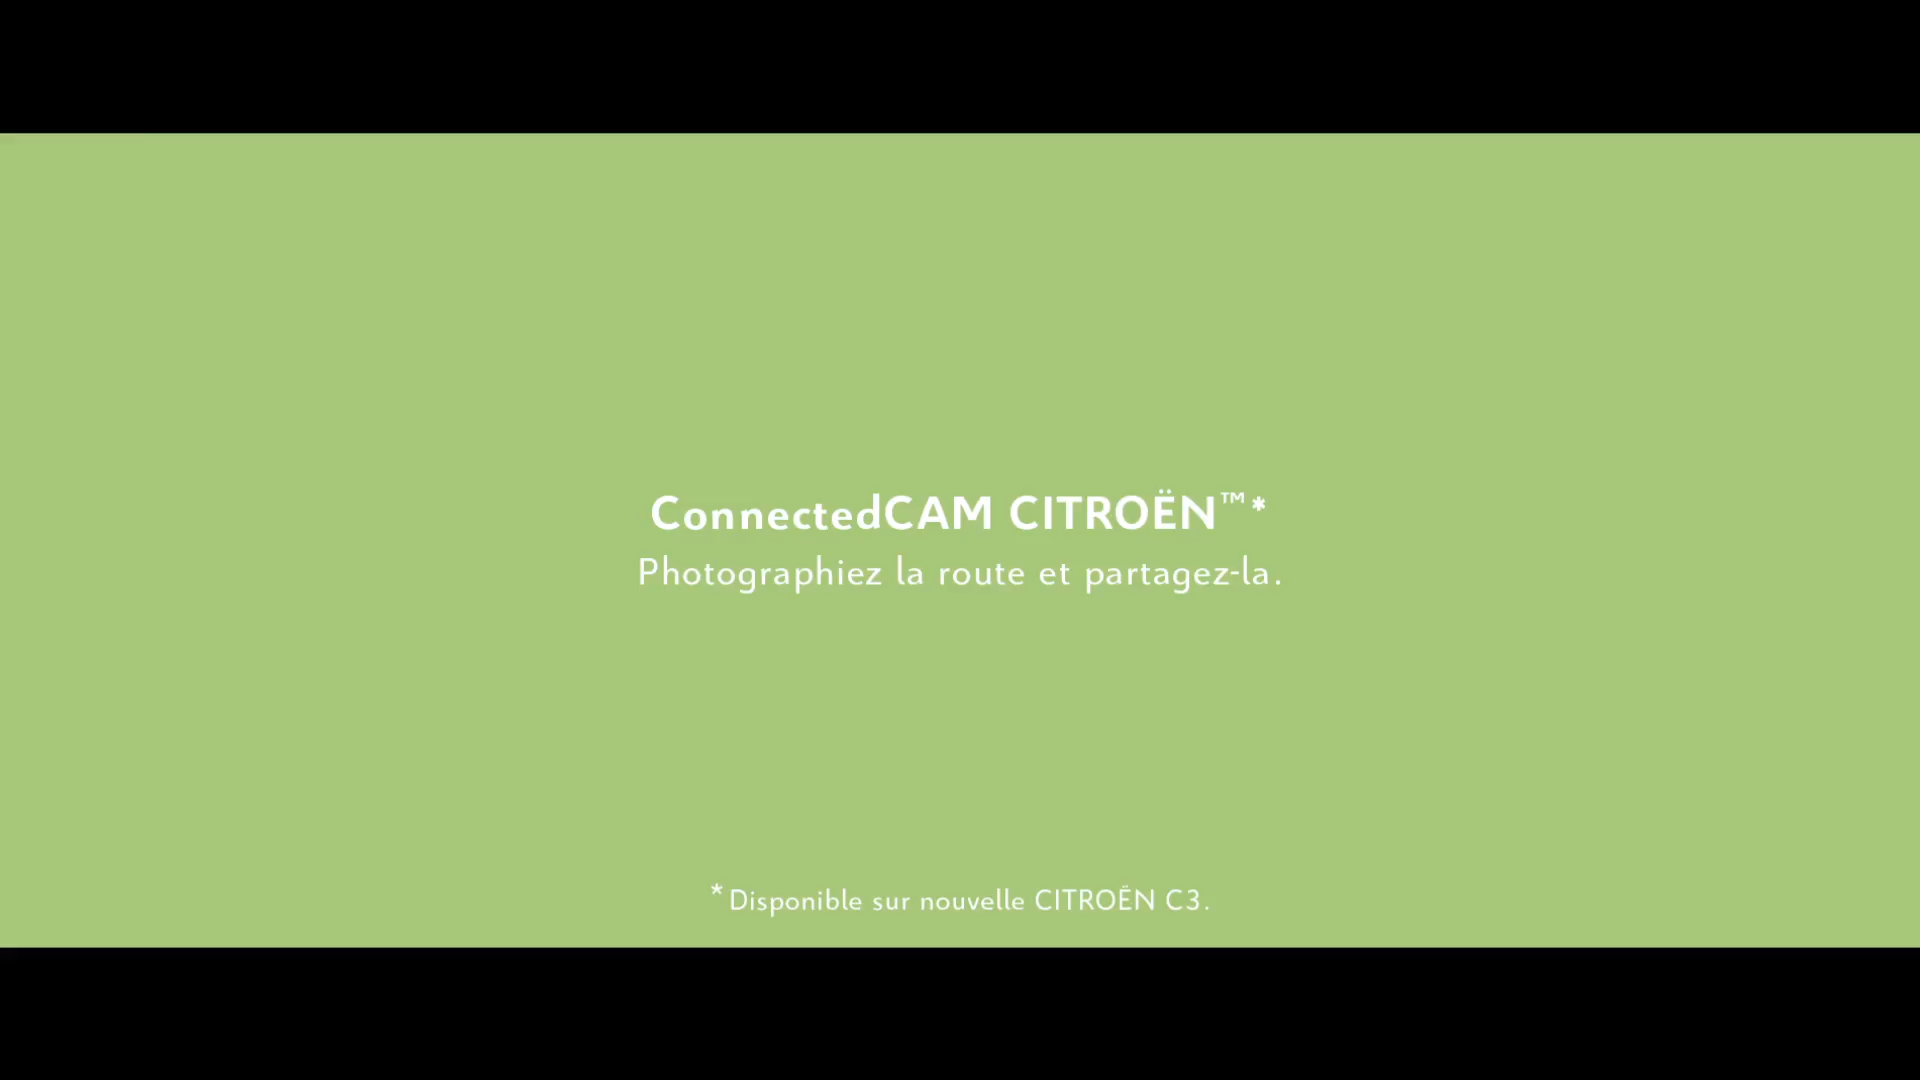 ConnectedCAM CITROËN™*
Photographiez la route et partagez-la.
*Disponible sur nouvelle CITROËN C3.